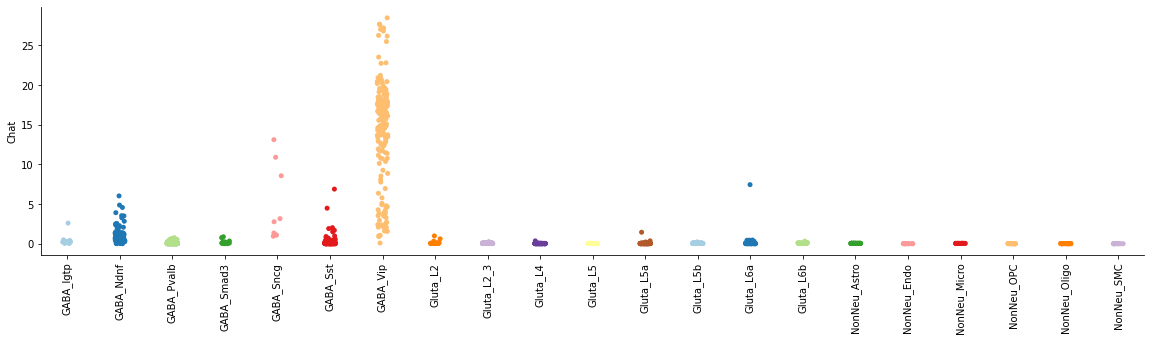 Chat
25
20
15
10
5
0
GABA_Igtp
GABA_Ndnf
GABA_Pvalb
GABA_Smad3
GABA_Sncg
GABA_Sst
GABA_Vip
Gluta_L2
Gluta_L2_3
Gluta_L4
Gluta_L5
Gluta_L5a
Gluta_L5b
Gluta_L6a
Gluta_L6b
NonNeu_Astro
NonNeu_Endo
NonNeu_Micro
NonNeu_OPC
NonNeu_Oligo
NonNeu_SMC